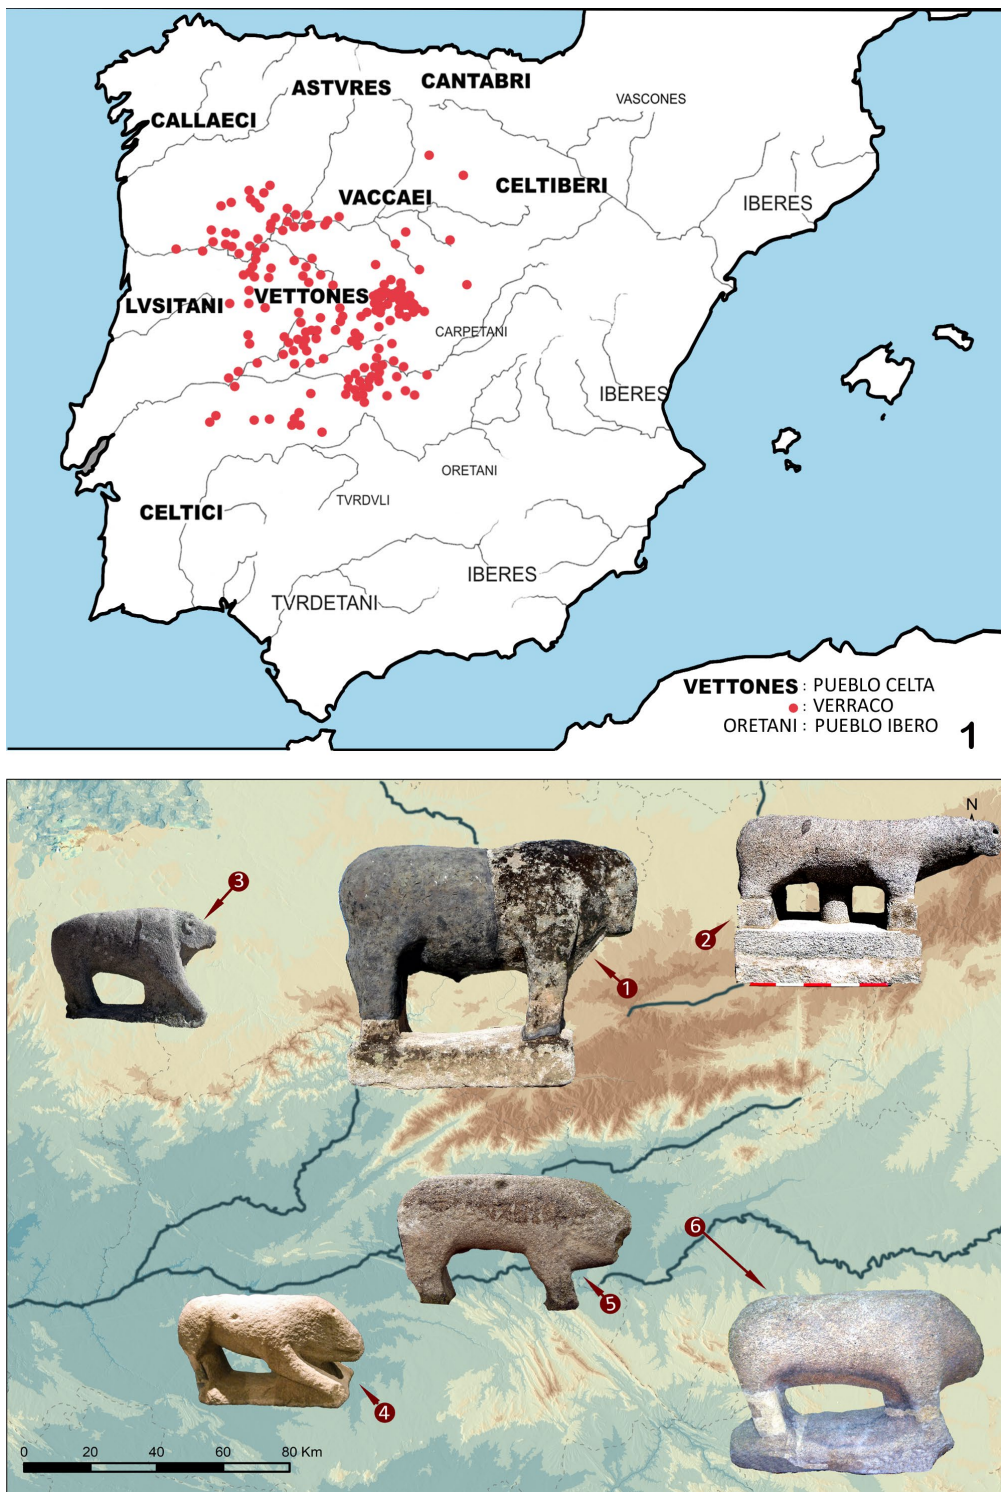 ASTVRES
CANTABRI
VASCONES
CALLAECI
VACCAEI
CELTIBERI
IBERES
LVSITANI
VETTONES
CARPETANI
IBERES
ORETANI
TVRDVLI
CELTICI
IBERES
TVRDETANI
VETTONES : PUEBLO CELTA
: VERRACO
ORETANI : PUEBLO IBERO
1
N
3
2
1
6
5
4
0 20 40 60 80 Km